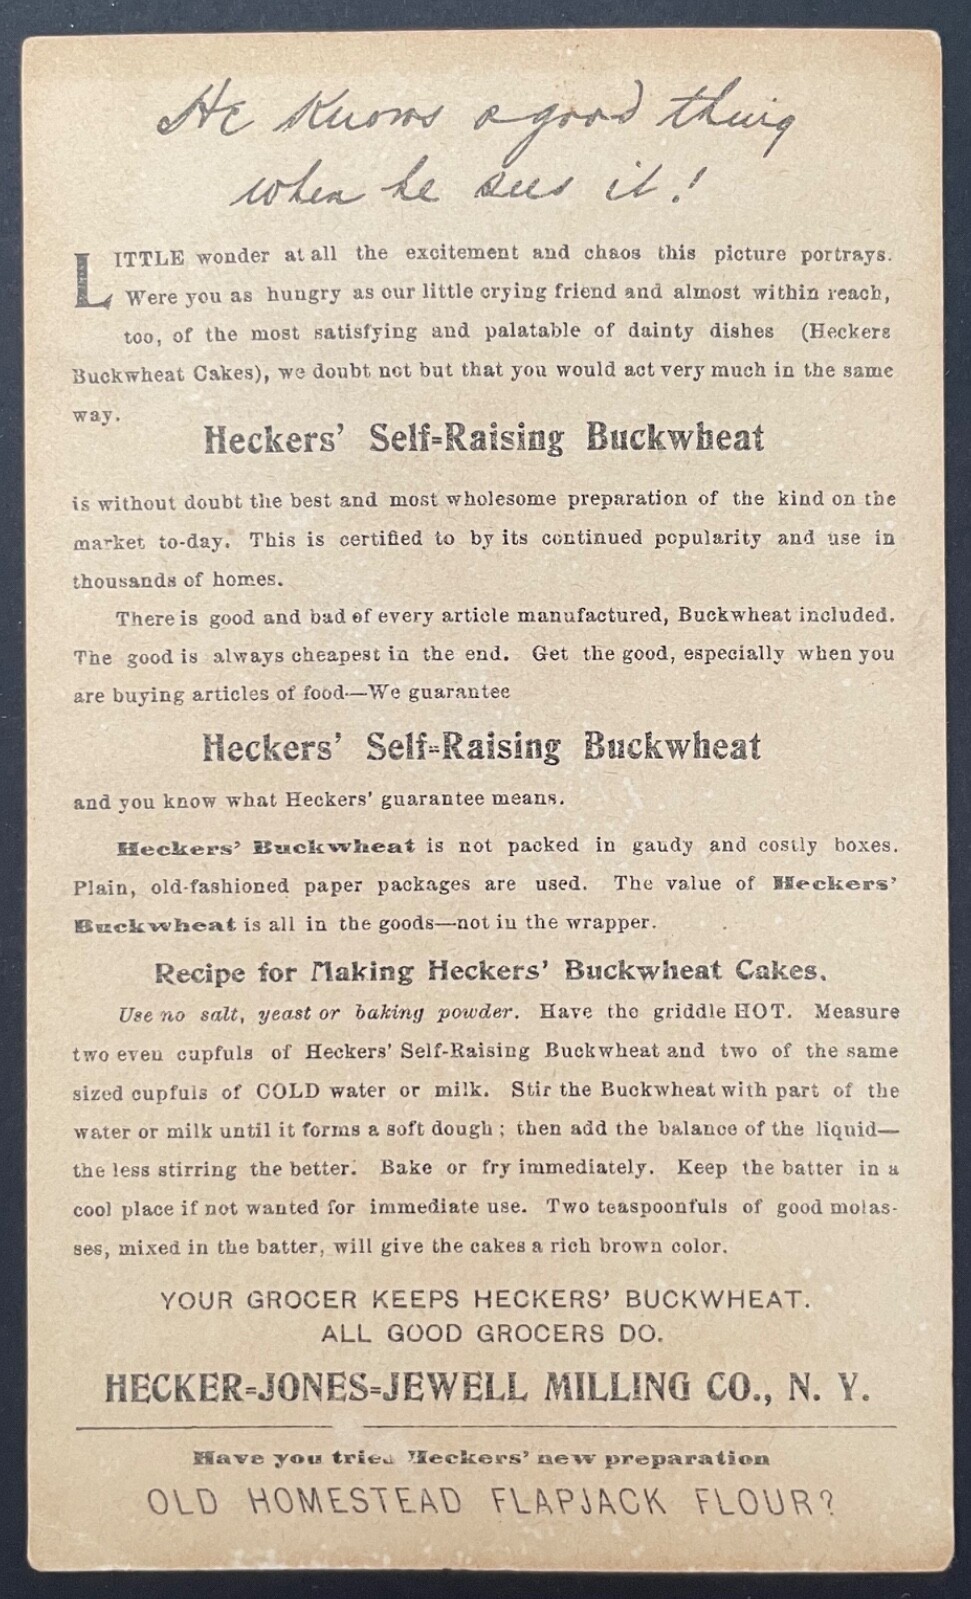 He Knows a good thing
when he sees it!
LITTLE wonder at all the excitement and chaos this picture portrays.
Were you as hungry as our little crying friend and almost within reach,
too, of the most satisfying and palatable of dainty dishes (Heckers
Buckwheat Cakes), we doubt not but that you would act very much in the same
way.
Heckers' Self-Raising Buckwheat
is without doubt the best and most wholesome preparation of the kind on the
market to-day. This is certified to by its continued popularity and use in
thousands of homes.
There is good and bad of every article manufactured, Buckwheat included.
The good is always cheapest in the end. Get the good, especially when you
are buying articles of food—We guarantee
Heckers' Self-Raising Buckwheat
and you know what Heckers' guarantee means.
Heckers' Buckwheat is not packed in gaudy and costly boxes.
Plain, old-fashioned paper packages are used. The value of Heckers'
Buckwheat is all in the goods—not in the wrapper.
Recipe for Making Heckers' Buckwheat Cakes.
Use no salt, yeast or baking powder. Have the griddle HOT. Measure
two even cupfuls of Heckers' Self-Raising Buckwheat and two of the same
sized cupfuls of COLD water or milk. Stir the Buckwheat with part of the
water or milk until it forms a soft dough; then add the balance of the liquid—
the less stirring the better. Bake or fry immediately. Keep the batter in a
cool place if not wanted for immediate use. Two teaspoonfuls of good molas-
ses, mixed in the batter, will give the cakes a rich brown color.
YOUR GROCER KEEPS HECKERS' BUCKWHEAT.
ALL GOOD GROCERS DO.
HECKER-JONES-JEWELL MILLING CO., N. Y.
Have you tried Heckers' new preparation
OLD HOMESTEAD FLAPJACK FLOUR?